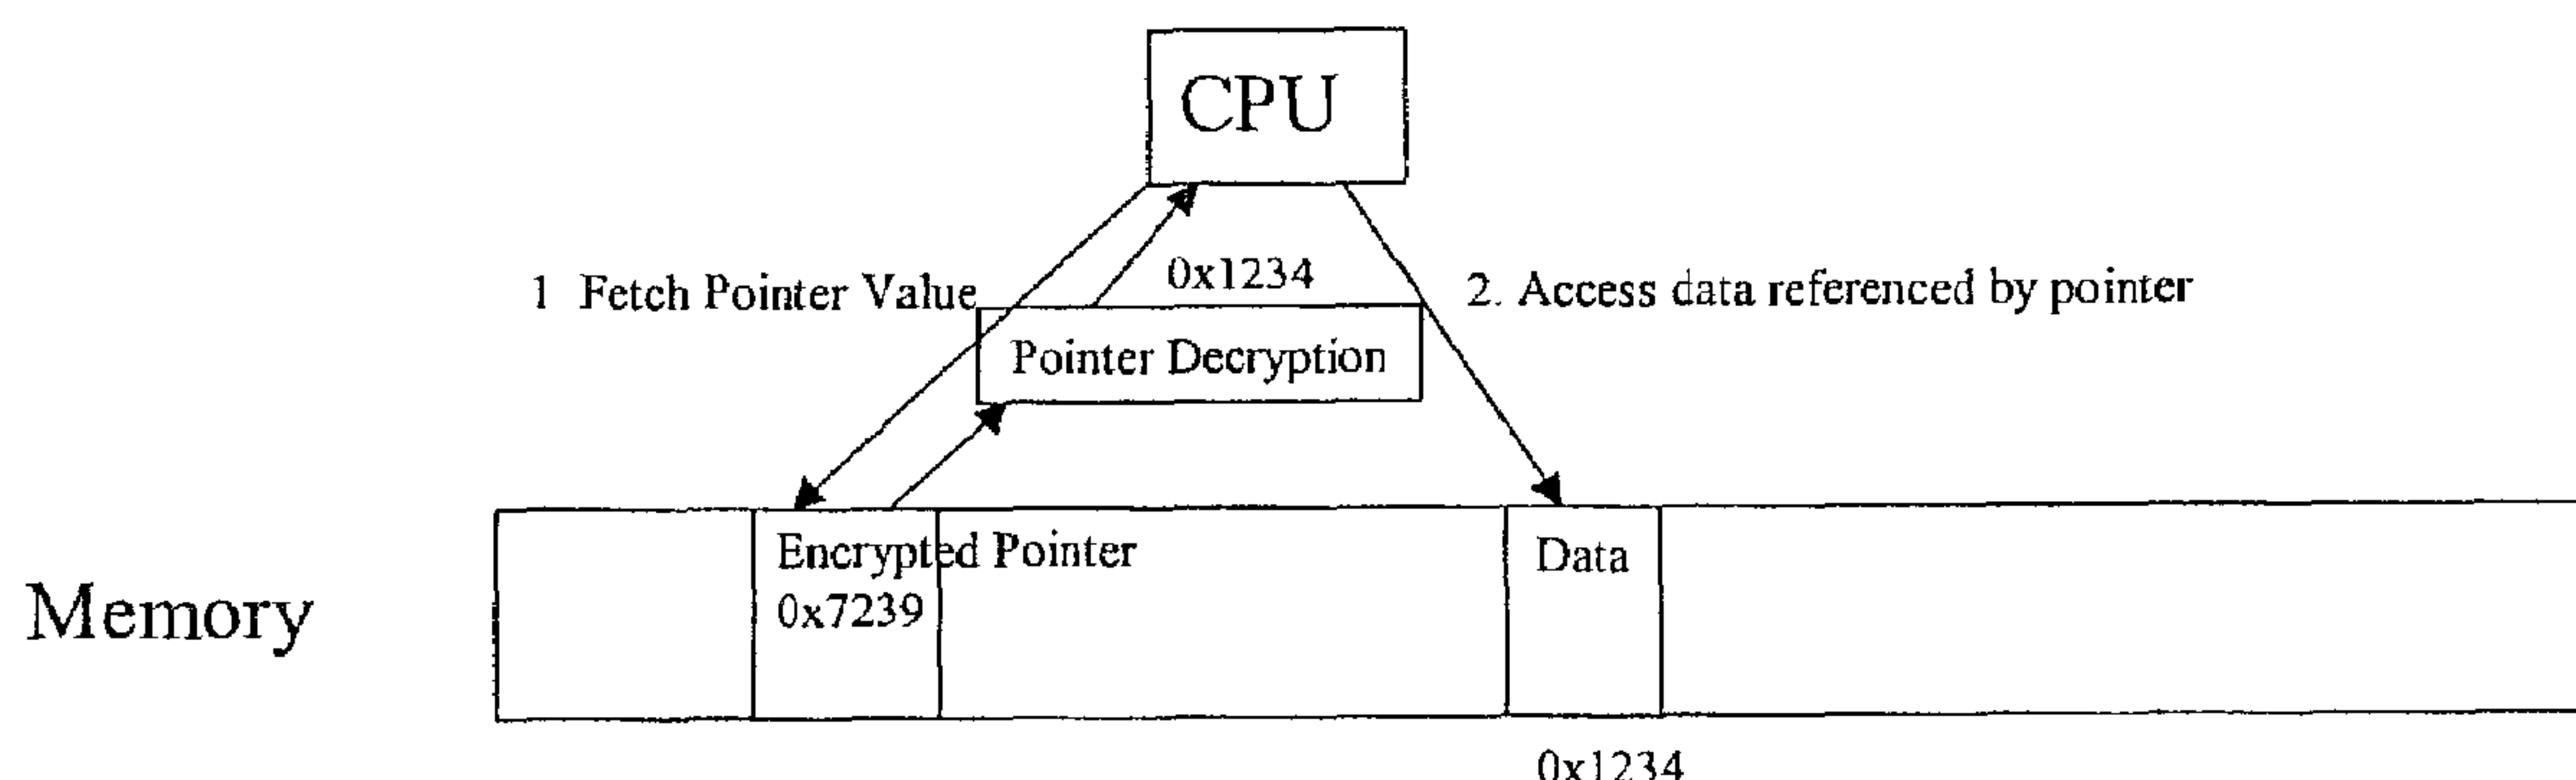 CPU
0x1234
1 Fetch Pointer Value
2. Access data referenced by pointer
Pointer Decryption
Encrypted Pointer
0x7239
Data
Memory
0x1234